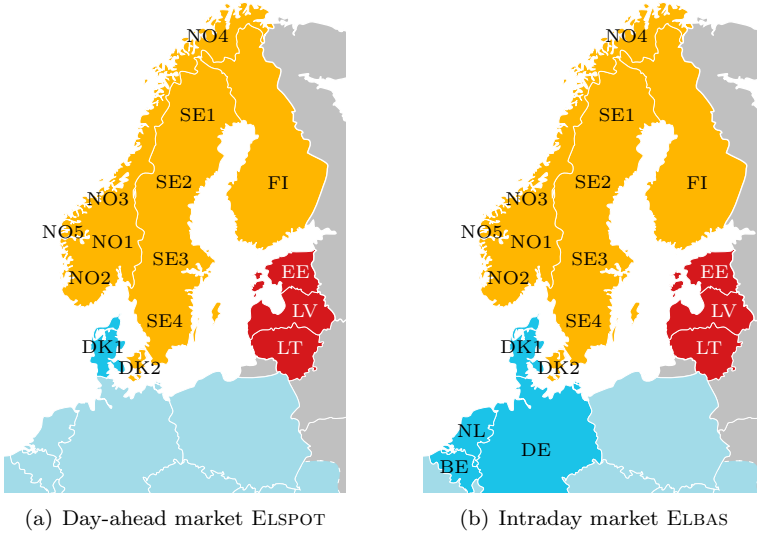 NO4
SE1
SE2
FI
NO3
NO5
NO1
SE3
NO2
EE
LV
SE4
DK1
LT
DK2
(a) Day-ahead market ELSPOT
NO4
SE1
SE2
FI
NO3
NO5
NO1
SE3
NO2
EE
LV
SE4
DK1
LT
DK2
NL
DE
BE
(b) Intraday market ELBAS